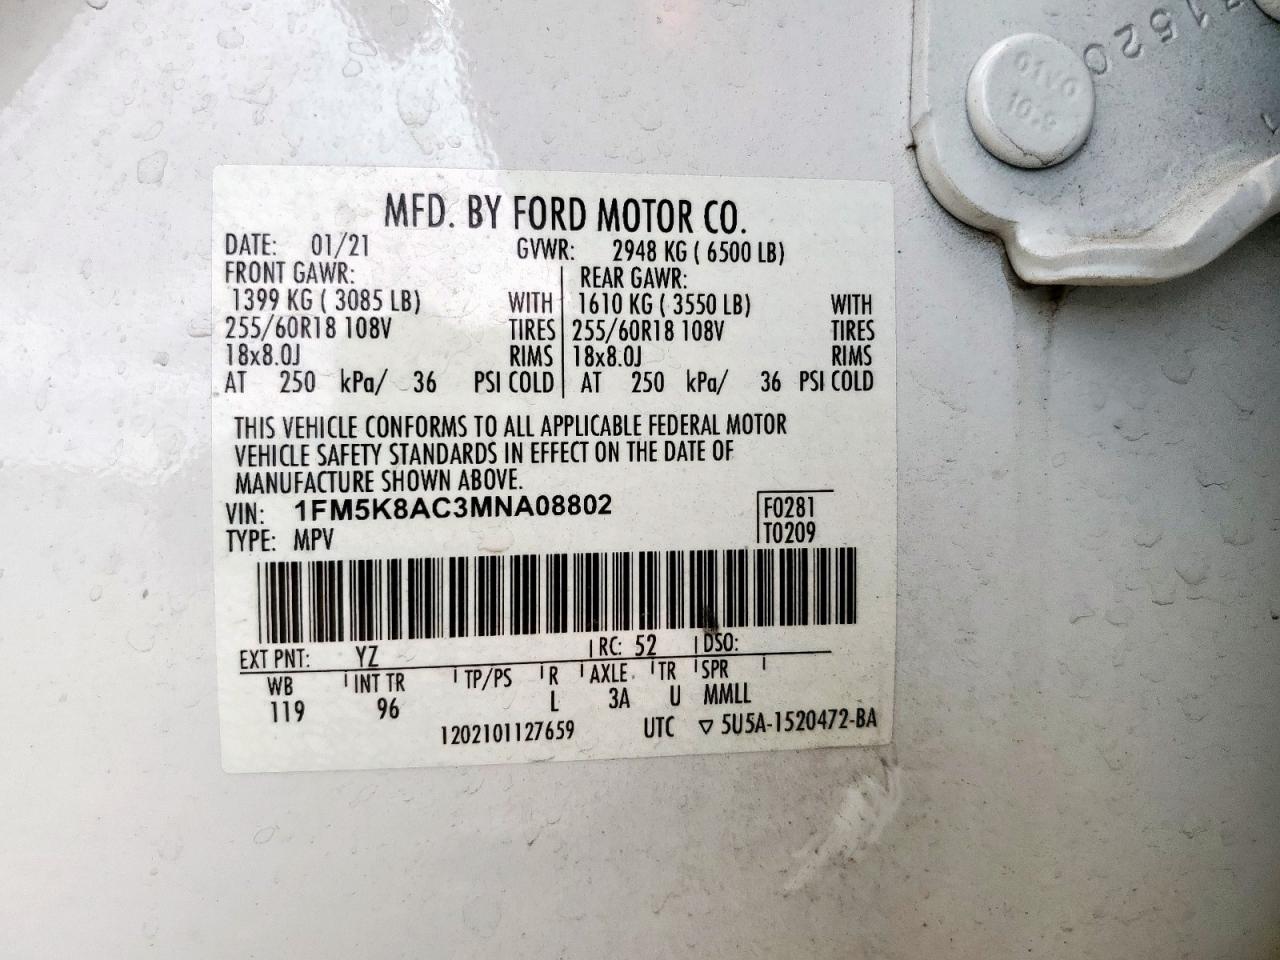 MFD. BY FORD MOTOR CO.
DATE: 01/21 GVWR: 2948 KG ( 6500 LB)
FRONT GAWR: REAR GAWR:
1399 KG ( 3085 LB) WITH 1610 KG ( 3550 LB) WITH
255/60R18 108V TIRES 255/60R18 108V TIRES
18x8.0J RIMS 18x8.0J RIMS
AT 250 kPa/ 36 PSI COLD AT 250 kPa/ 36 PSI COLD
THIS VEHICLE CONFORMS TO ALL APPLICABLE FEDERAL MOTOR
VEHICLE SAFETY STANDARDS IN EFFECT ON THE DATE OF
MANUFACTURE SHOWN ABOVE.
VIN: 1FM5K8AC3MNA08802 F0281
TYPE: MPV T0209
EXT PNT: YZ RC: 52 DSO:
WB INT TR TP/PS R AXLE TR SPR
119 96 L 3A U MMLL
1202101127659 UTC ▽ 5U5A-1520472-BA
1520
10.9